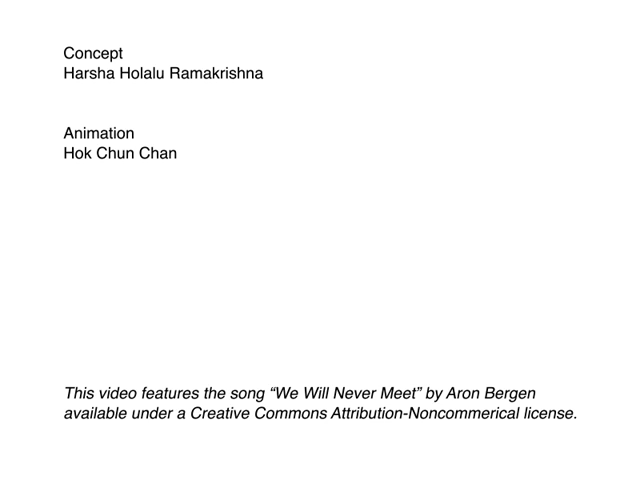 Concept
Harsha Holalu Ramakrishna
Animation
Hok Chun Chan
This video features the song “We Will Never Meet” by Aron Bergen
available under a Creative Commons Attribution-Noncommerical license.